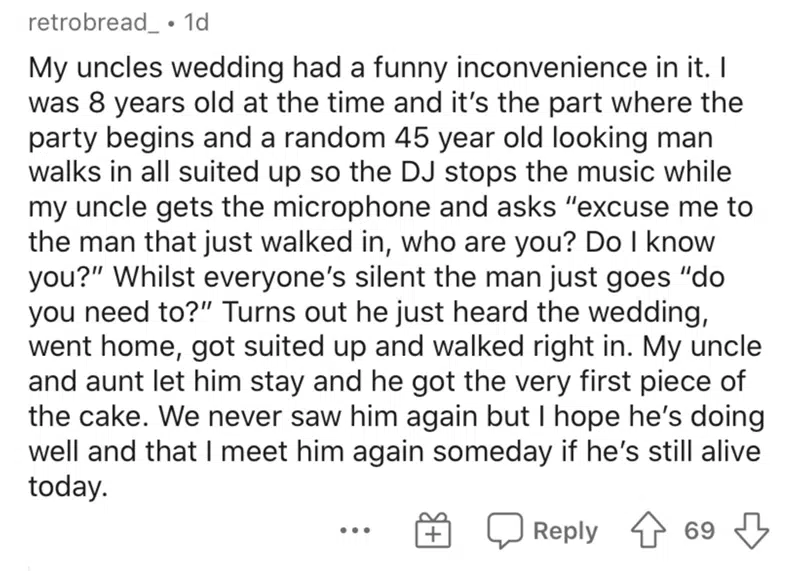 retrobread_ • 1d
My uncles wedding had a funny inconvenience in it. I
was 8 years old at the time and it's the part where the
party begins and a random 45 year old looking man
walks in all suited up so the DJ stops the music while
my uncle gets the microphone and asks “excuse me to
the man that just walked in, who are you? Do I know
you?” Whilst everyone's silent the man just goes “do
you need to?” Turns out he just heard the wedding,
went home, got suited up and walked right in. My uncle
and aunt let him stay and he got the very first piece of
the cake. We never saw him again but I hope he's doing
well and that I meet him again someday if he's still alive
today.
... Reply 69